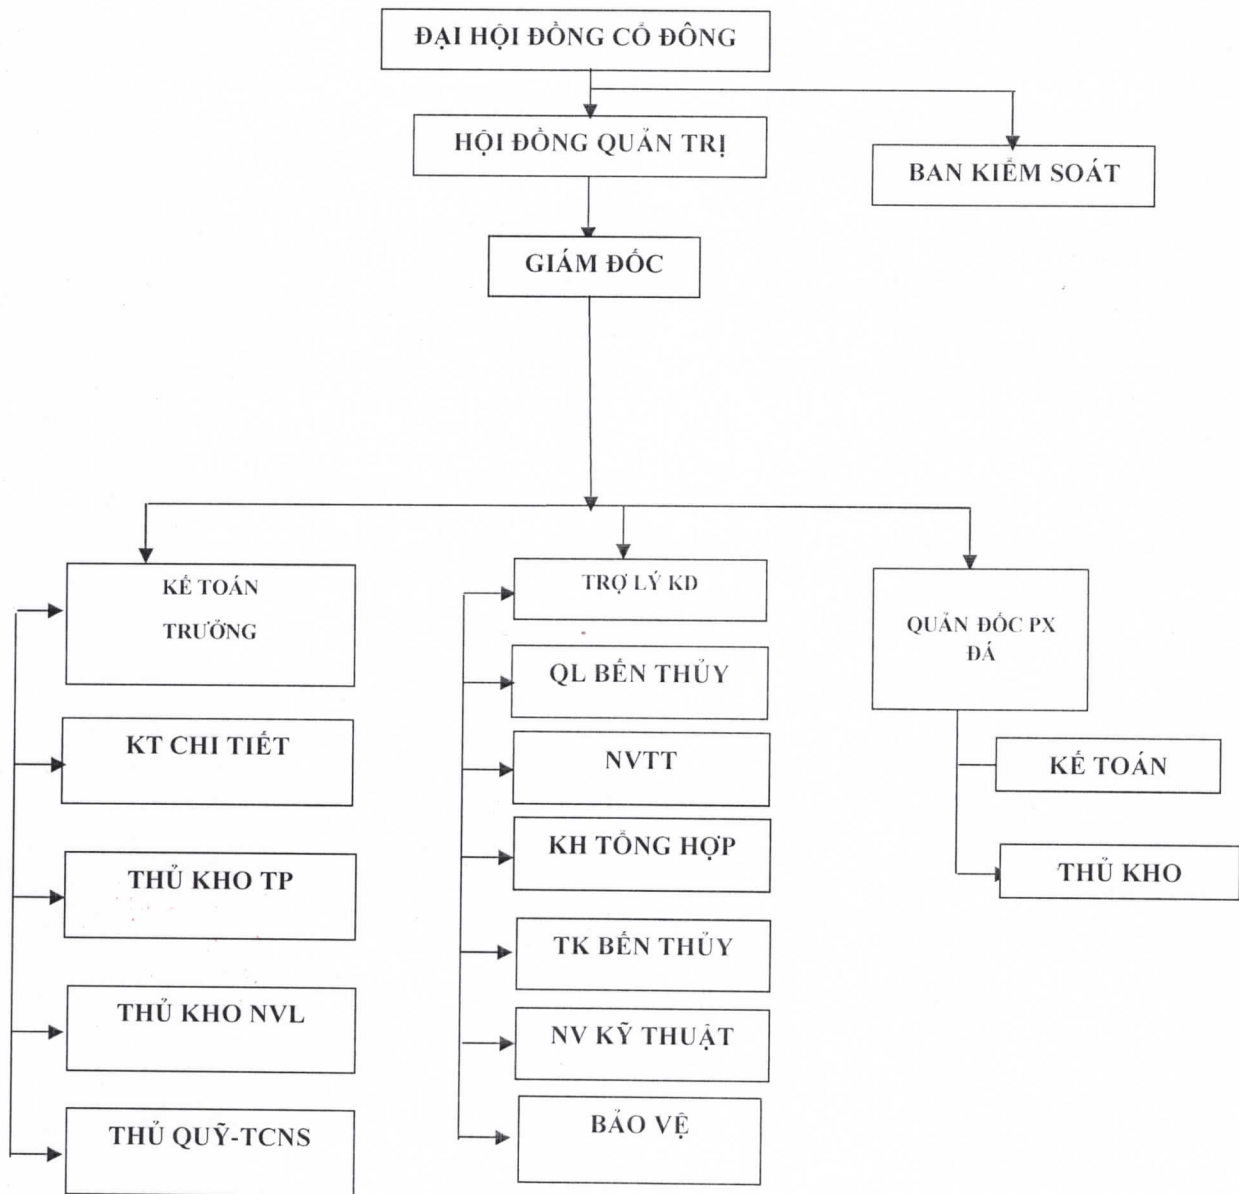 ĐẠI HỘI ĐỒNG CỔ ĐÔNG
HỘI ĐỒNG QUẢN TRỊ
BAN KIỂM SOÁT
GIÁM ĐỐC
KẾ TOÁN
TRƯỞNG
KT CHI TIẾT
THỦ KHO TP
THỦ KHO NVL
THỦ QUỸ-TCNS
TRỢ LÝ KD
QL BẾN THỦY
NVTT
KH TỔNG HỢP
TK BẾN THỦY
NV KỸ THUẬT
BẢO VỆ
QUẢN ĐỐC PX
ĐÁ
KẾ TOÁN
THỦ KHO